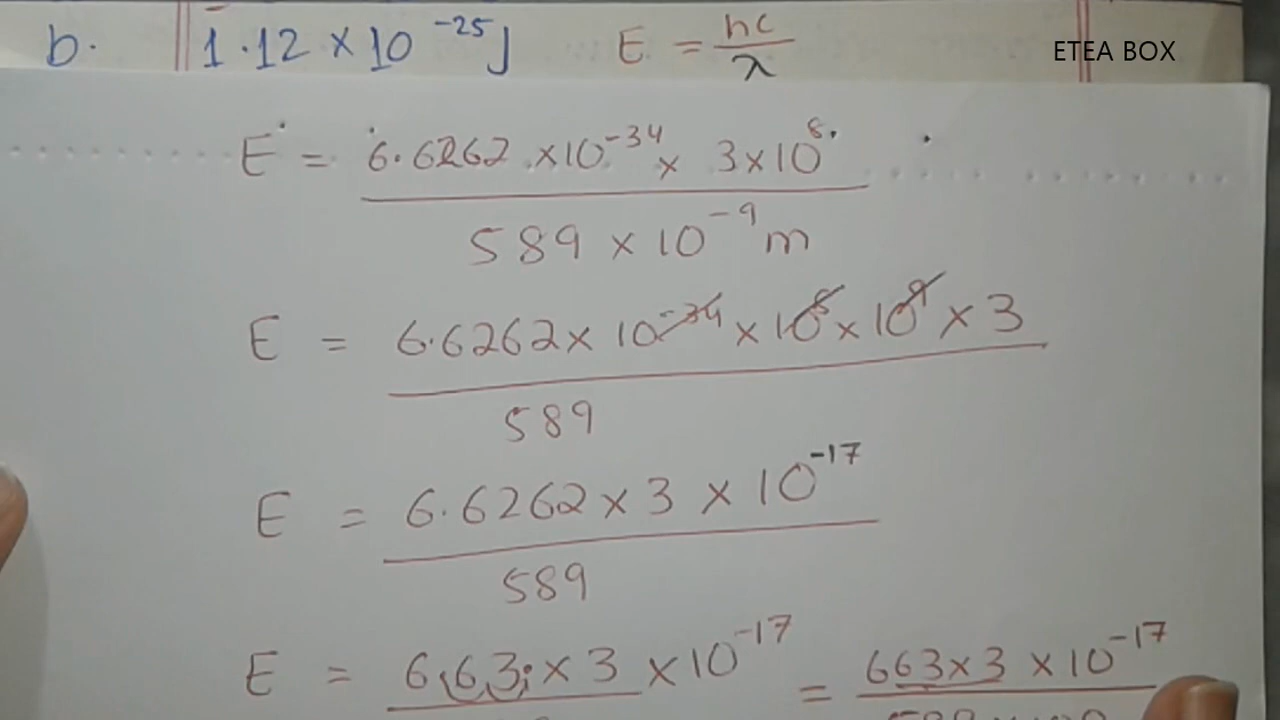 b. 1.12 × 10⁻²⁵ J E = hc/λ ETEA BOX
E = 6.6262 × 10⁻³⁴ × 3 × 10⁸
589 × 10⁻⁹ m
E = 6.6262 × 10⁻³⁴ × 10⁸ × 10⁹ × 3
589
E = 6.6262 × 3 × 10⁻¹⁷
589
E = 6.63 × 3 × 10⁻¹⁷ = 663 × 3 × 10⁻¹⁷